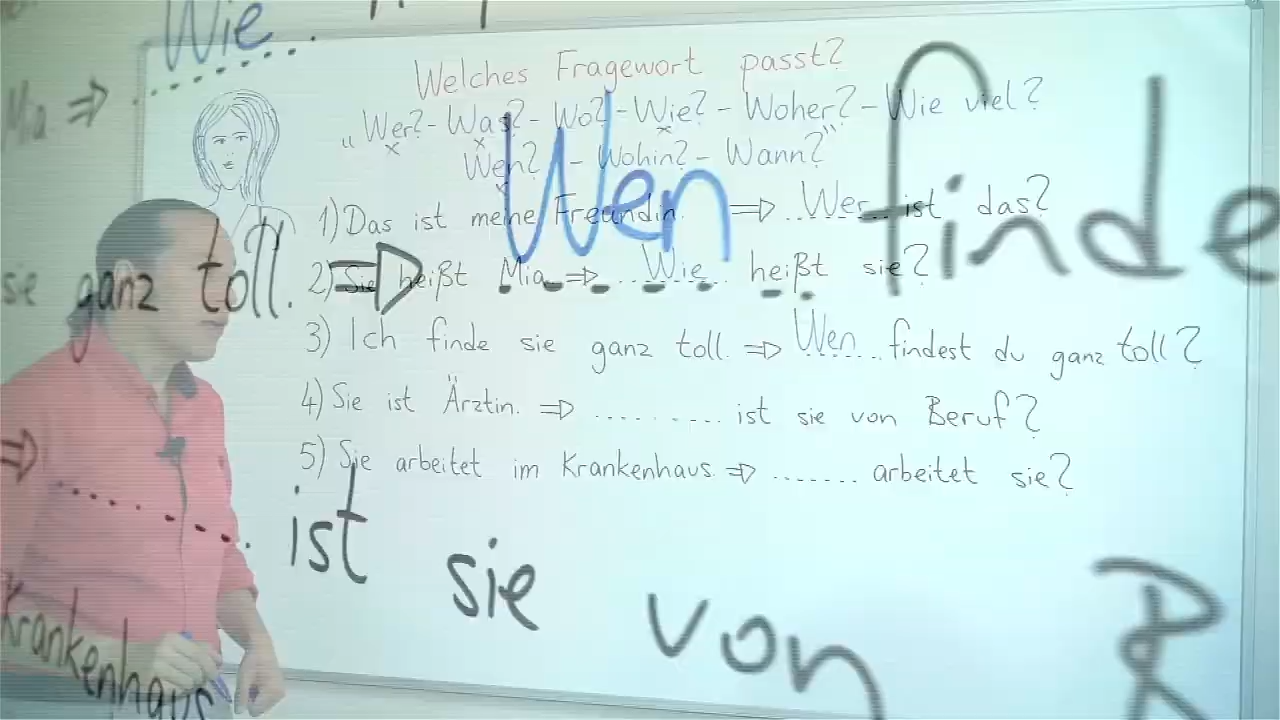 Welches Fragewort passt?
„Wer? - Was? - Wo? - Wie? - Woher? - Wie viel?
Wen? - Wohin? - Wann?“
1) Das ist meine Freundin. ⇒ ..Wer.. ist das?
2) Sie heißt Mia ⇒ ...Wie... heißt sie?
3) Ich finde sie ganz toll. ⇒ Wen...findest du ganz toll?
4) Sie ist Ärztin. ⇒ .......... ist sie von Beruf?
5) Sie arbeitet im Krankenhaus ⇒ ....... arbeitet sie?
Wie...
Mia ⇒
Wen finde
sie ganz toll. ⇒
⇒ .......... ist sie von
Krankenhaus